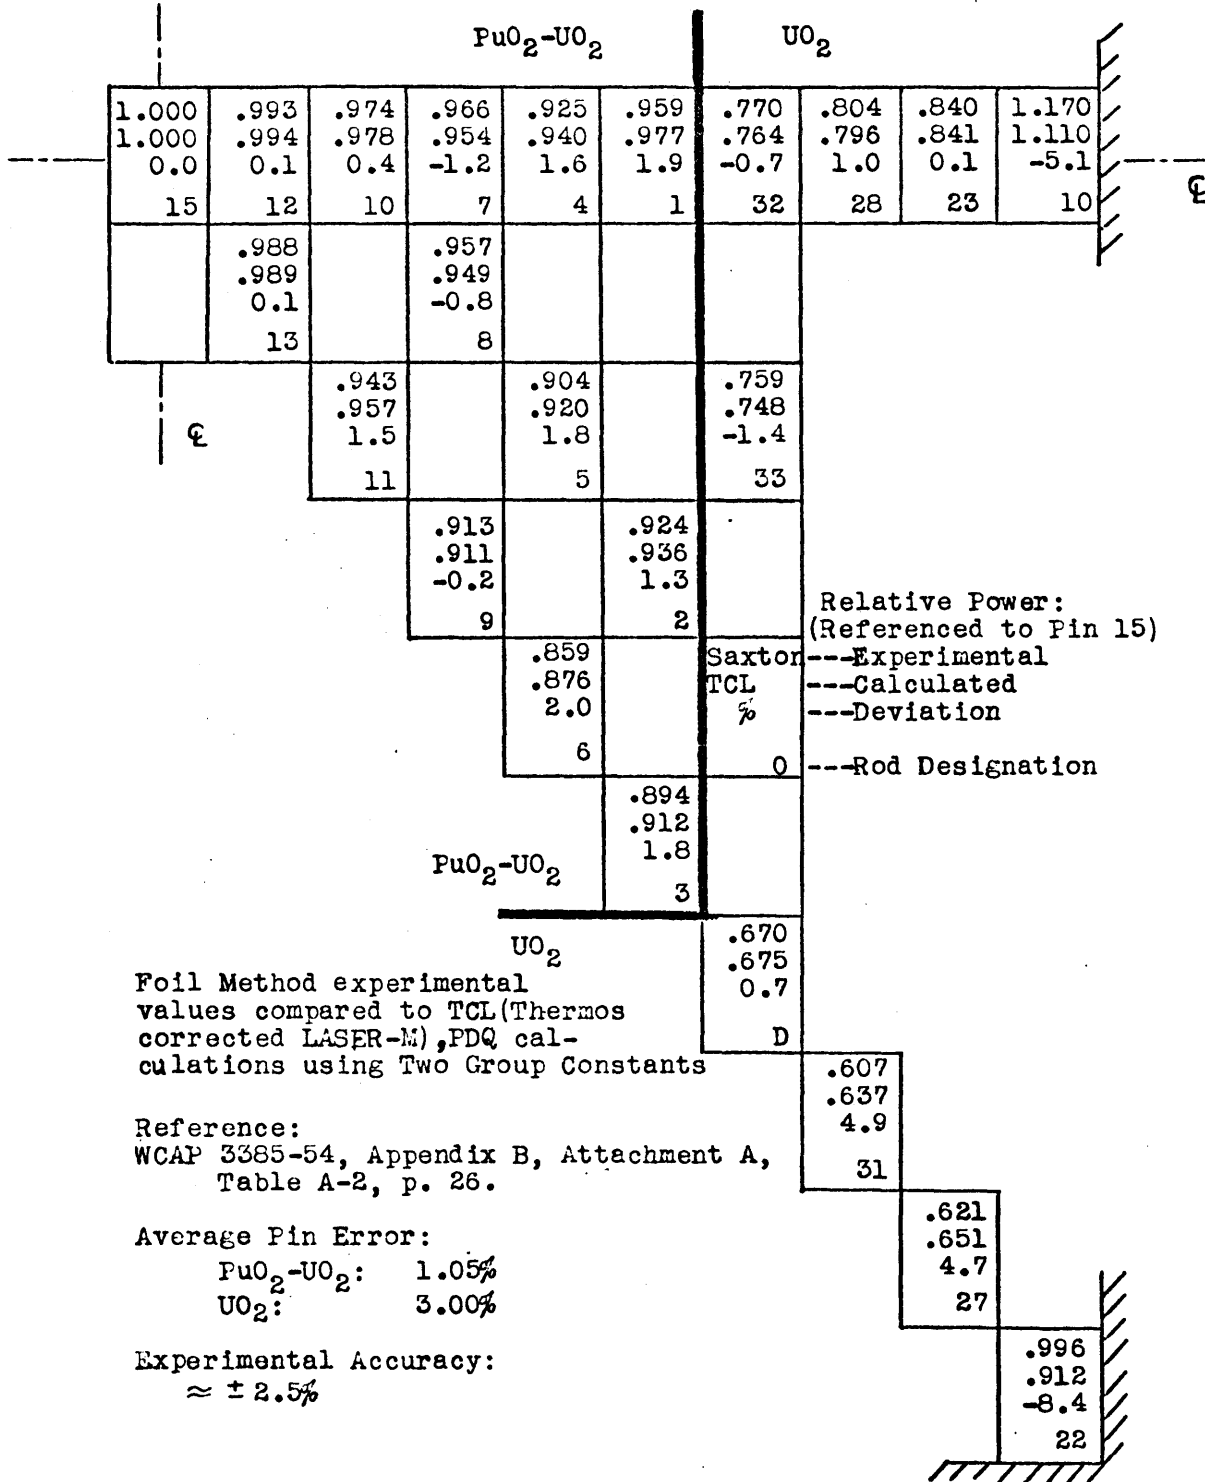 PuO2-UO2 UO2
1.000 .993 .974 .966 .925 .959 .770 .804 .840 1.170
1.000 .994 .978 .954 .940 .977 .764 .796 .841 1.110
0.0 0.1 0.4 -1.2 1.6 1.9 -0.7 1.0 0.1 -5.1
℄
15 12 10 7 4 1 32 28 23 10
.988 .957
.989 .949
0.1 -0.8
13 8
.943 .904 .759
.957 .920 .748
℄ 1.5 1.8 -1.4
11 5 33
.913 .924
.911 .936
-0.2 1.3
9 2
Relative Power:
(Referenced to Pin 15)
.859 Saxton---Experimental
.876 TCL ---Calculated
2.0 % ---Deviation
6 0 ---Rod Designation
.894
.912
1.8
PuO2-UO2
3
UO2
.670
.675
0.7
D
Foil Method experimental
values compared to TCL(Thermos
corrected LASER-M),PDQ cal-
culations using Two Group Constants
.607
.637
4.9
31
Reference:
WCAP 3385-54, Appendix B, Attachment A,
Table A-2, p. 26.
.621
.651
4.7
27
Average Pin Error:
PuO2-UO2: 1.05%
UO2: 3.00%
.996
.912
-8.4
22
Experimental Accuracy:
≈ ± 2.5%